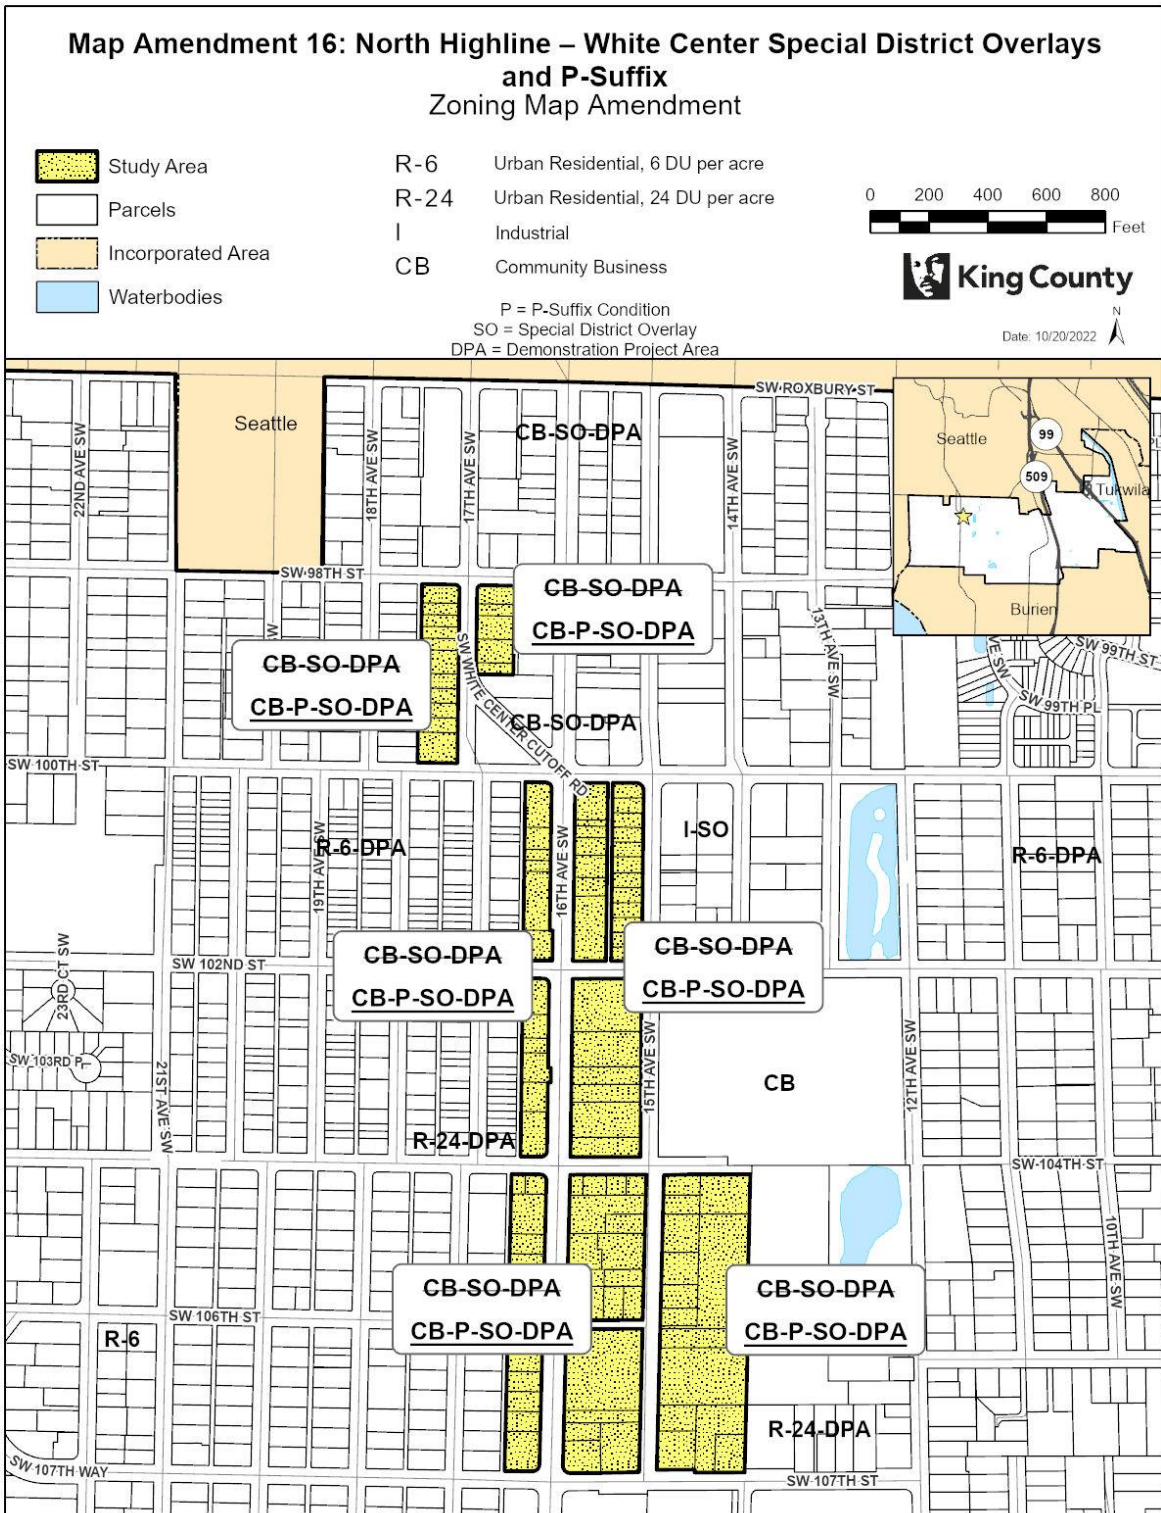 Map Amendment 16: North Highline – White Center Special District Overlays
and P-Suffix
Zoning Map Amendment
Study Area
Parcels
Incorporated Area
Waterbodies
R-6 Urban Residential, 6 DU per acre
R-24 Urban Residential, 24 DU per acre
I Industrial
CB Community Business
P = P-Suffix Condition
SO = Special District Overlay
DPA = Demonstration Project Area
0 200 400 600 800
Feet
King County
Date: 10/20/2022
N
SW ROXBURY ST
Seattle
22ND AVE SW
18TH AVE SW
17TH AVE SW
CB-SO-DPA
14TH AVE SW
Seattle
99
509
Tukwila
Burien
SW 98TH ST
CB-SO-DPA
CB-P-SO-DPA
13TH AVE SW
CB-SO-DPA
CB-P-SO-DPA
SW WHITE CENTER CUTOFF RD
CB-SO-DPA
AVE SW
SW 99TH ST
SW 99TH PL
SW 100TH ST
R-6-DPA
19TH AVE SW
16TH AVE SW
I-SO
R-6-DPA
CB-SO-DPA
CB-P-SO-DPA
CB-SO-DPA
CB-P-SO-DPA
SW 102ND ST
23RD CT SW
SW 103RD PL
21ST AVE SW
15TH AVE SW
CB
12TH AVE SW
R-24-DPA
SW 104TH ST
10TH AVE SW
CB-SO-DPA
CB-P-SO-DPA
CB-SO-DPA
CB-P-SO-DPA
SW 106TH ST
R-6
R-24-DPA
SW 107TH WAY
SW 107TH ST